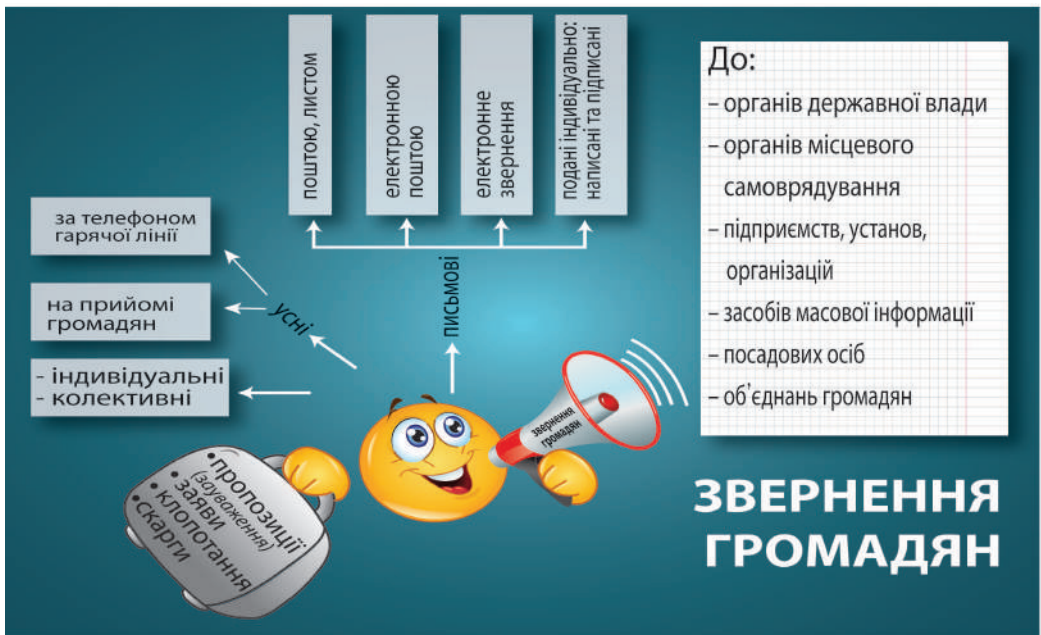 поштою, листом
електронною
поштою
електронне
звернення
подані індивідуально:
написані та підписані
До:
– органів державної влади
– органів місцевого
самоврядування
– підприємств, установ,
організацій
– засобів масової інформації
– посадових осіб
– об'єднань громадян
за телефоном
гарячої лінії
на прийомі
громадян
- індивідуальні
- колективні
усні
письмові
звернення
громадян
• пропозиції
(зауваження)
• заяви
• клопотання
• скарги
ЗВЕРНЕННЯ
ГРОМАДЯН